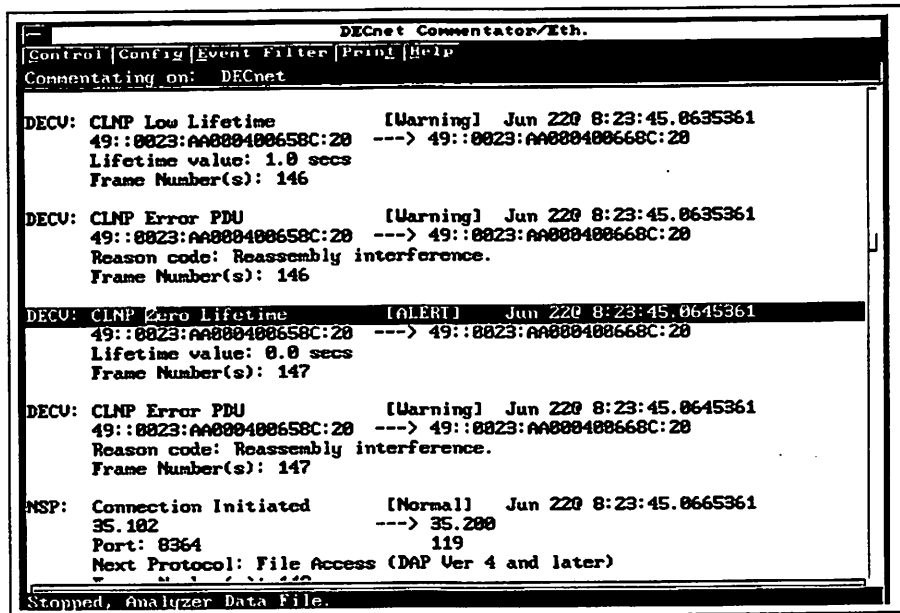 DECnet Commentator/Eth.
Control Config Event Filter Print Help
Commentating on: DECnet
DECV: CLNP Low Lifetime [Warning] Jun 22@ 8:23:45.0635361
49::0023:AA000400658C:20 ---> 49::0023:AA000400668C:20
Lifetime value: 1.0 secs
Frame Number(s): 146
DECV: CLNP Error PDU [Warning] Jun 22@ 8:23:45.0635361
49::0023:AA000400658C:20 ---> 49::0023:AA000400668C:20
Reason code: Reassembly interference.
Frame Number(s): 146
DECV: CLNP Zero Lifetime [ALERT] Jun 22@ 8:23:45.0645361
49::0023:AA000400658C:20 ---> 49::0023:AA000400668C:20
Lifetime value: 0.0 secs
Frame Number(s): 147
DECV: CLNP Error PDU [Warning] Jun 22@ 8:23:45.0645361
49::0023:AA000400658C:20 ---> 49::0023:AA000400668C:20
Reason code: Reassembly interference.
Frame Number(s): 147
NSP: Connection Initiated [Normal] Jun 22@ 8:23:45.0665361
35.102 ---> 35.200
Port: 8364 119
Next Protocol: File Access (DAP Ver 4 and later)
Stopped, Analyzer Data File.